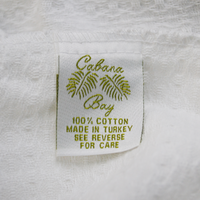 Cabana
Bay
100% COTTON
MADE IN TURKEY
SEE REVERSE
FOR CARE